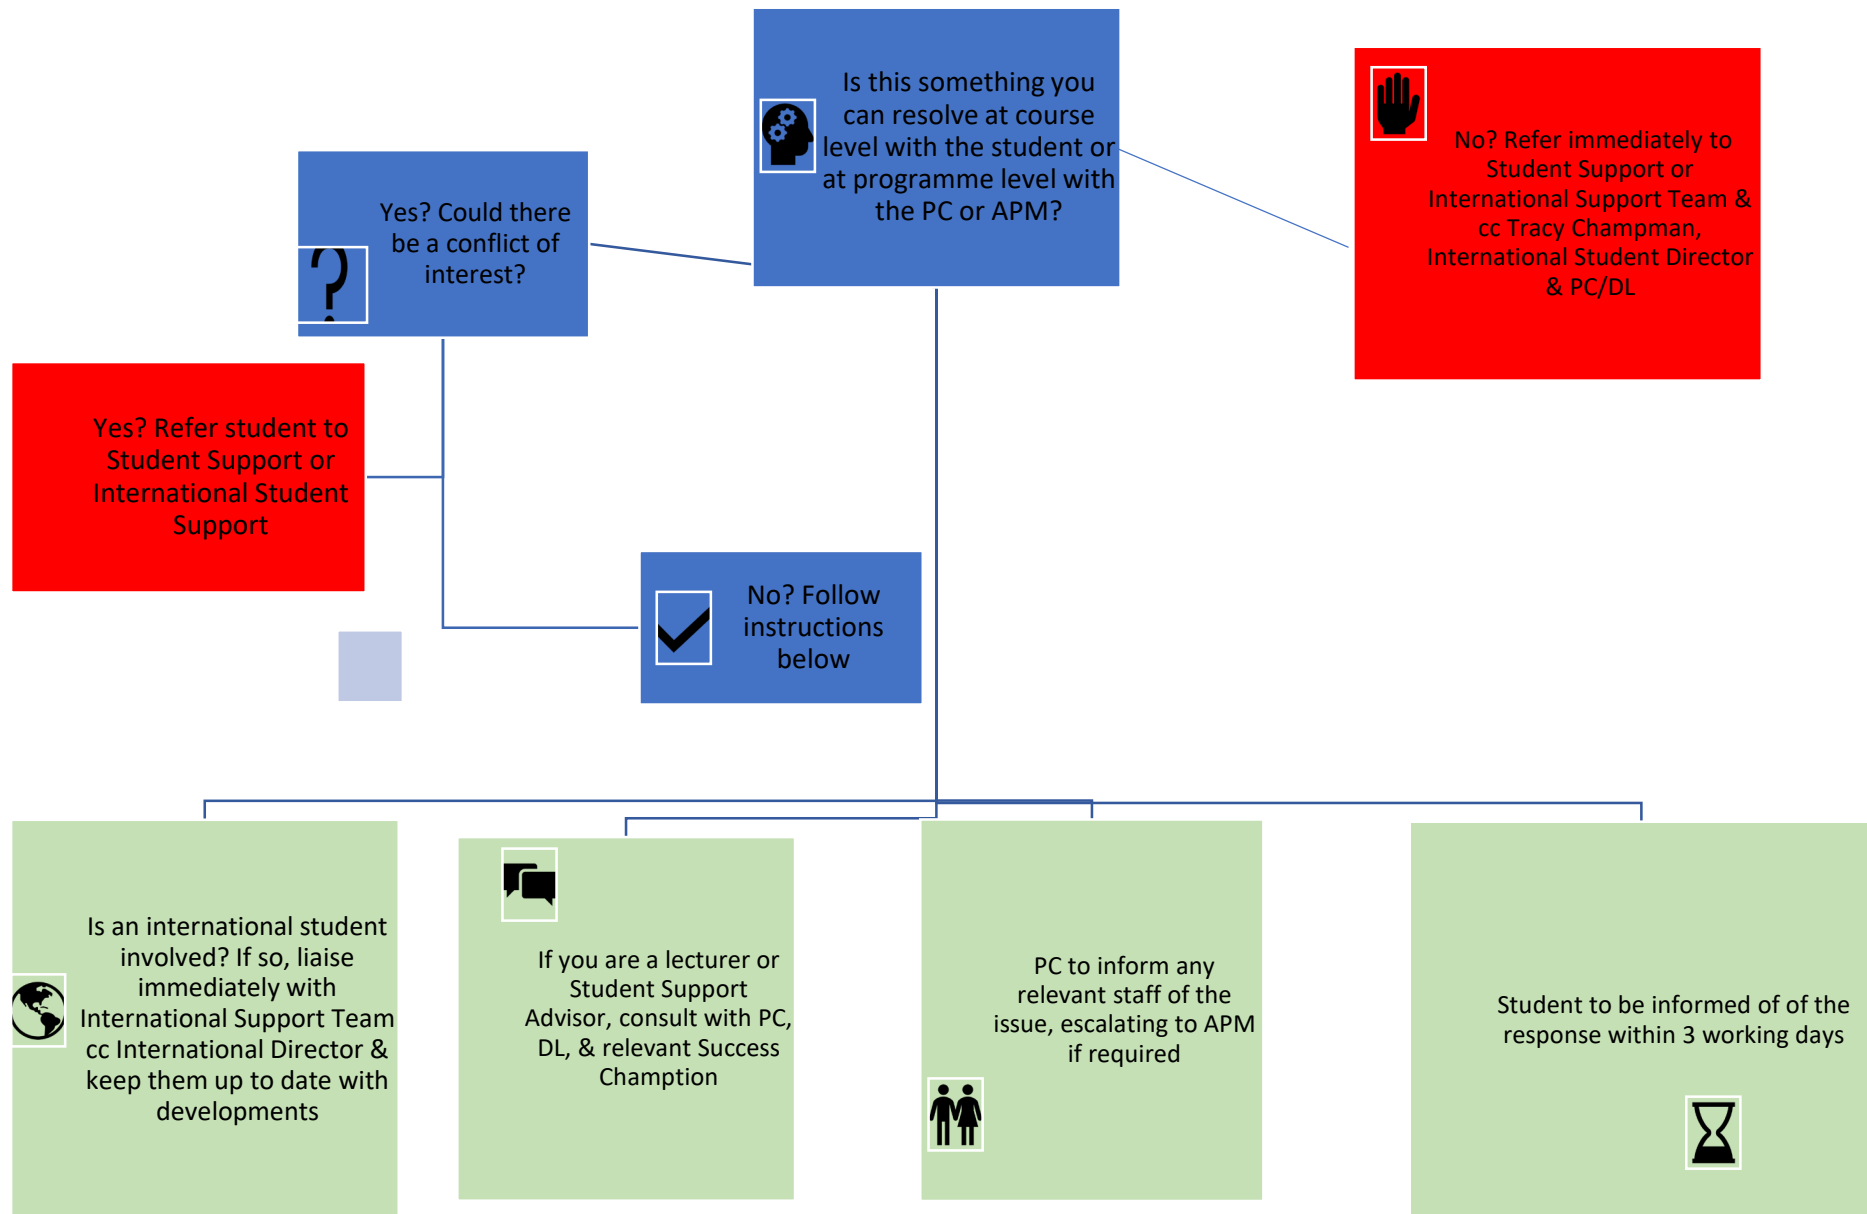 Is this something you
can resolve at course
level with the student or
at programme level with
the PC or APM?
No? Refer immediately to
Student Support or
International Support Team &
cc Tracy Champman,
International Student Director
& PC/DL
Yes? Could there
be a conflict of
interest?
Yes? Refer student to
Student Support or
International Student
Support
No? Follow
instructions
below
Is an international student
involved? If so, liaise
immediately with
International Support Team
cc International Director &
keep them up to date with
developments
If you are a lecturer or
Student Support
Advisor, consult with PC,
DL, & relevant Success
Chamption
PC to inform any
relevant staff of the
issue, escalating to APM
if required
Student to be informed of of the
response within 3 working days